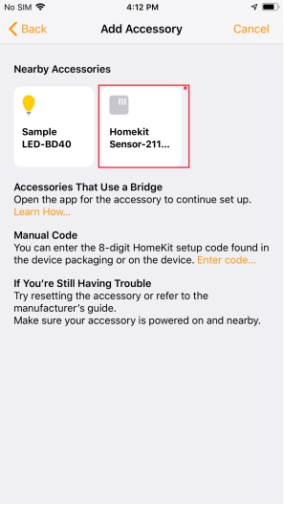 No SIM 4:12 PM
Back Add Accessory Cancel
Nearby Accessories
Sample
LED-BD40
Homekit
Sensor-211...
Accessories That Use a Bridge
Open the app for the accessory to continue set up.
Learn How...
Manual Code
You can enter the 8-digit HomeKit setup code found in
the device packaging or on the device. Enter code...
If You're Still Having Trouble
Try resetting the accessory or refer to the
manufacturer's guide.
Make sure your accessory is powered on and nearby.